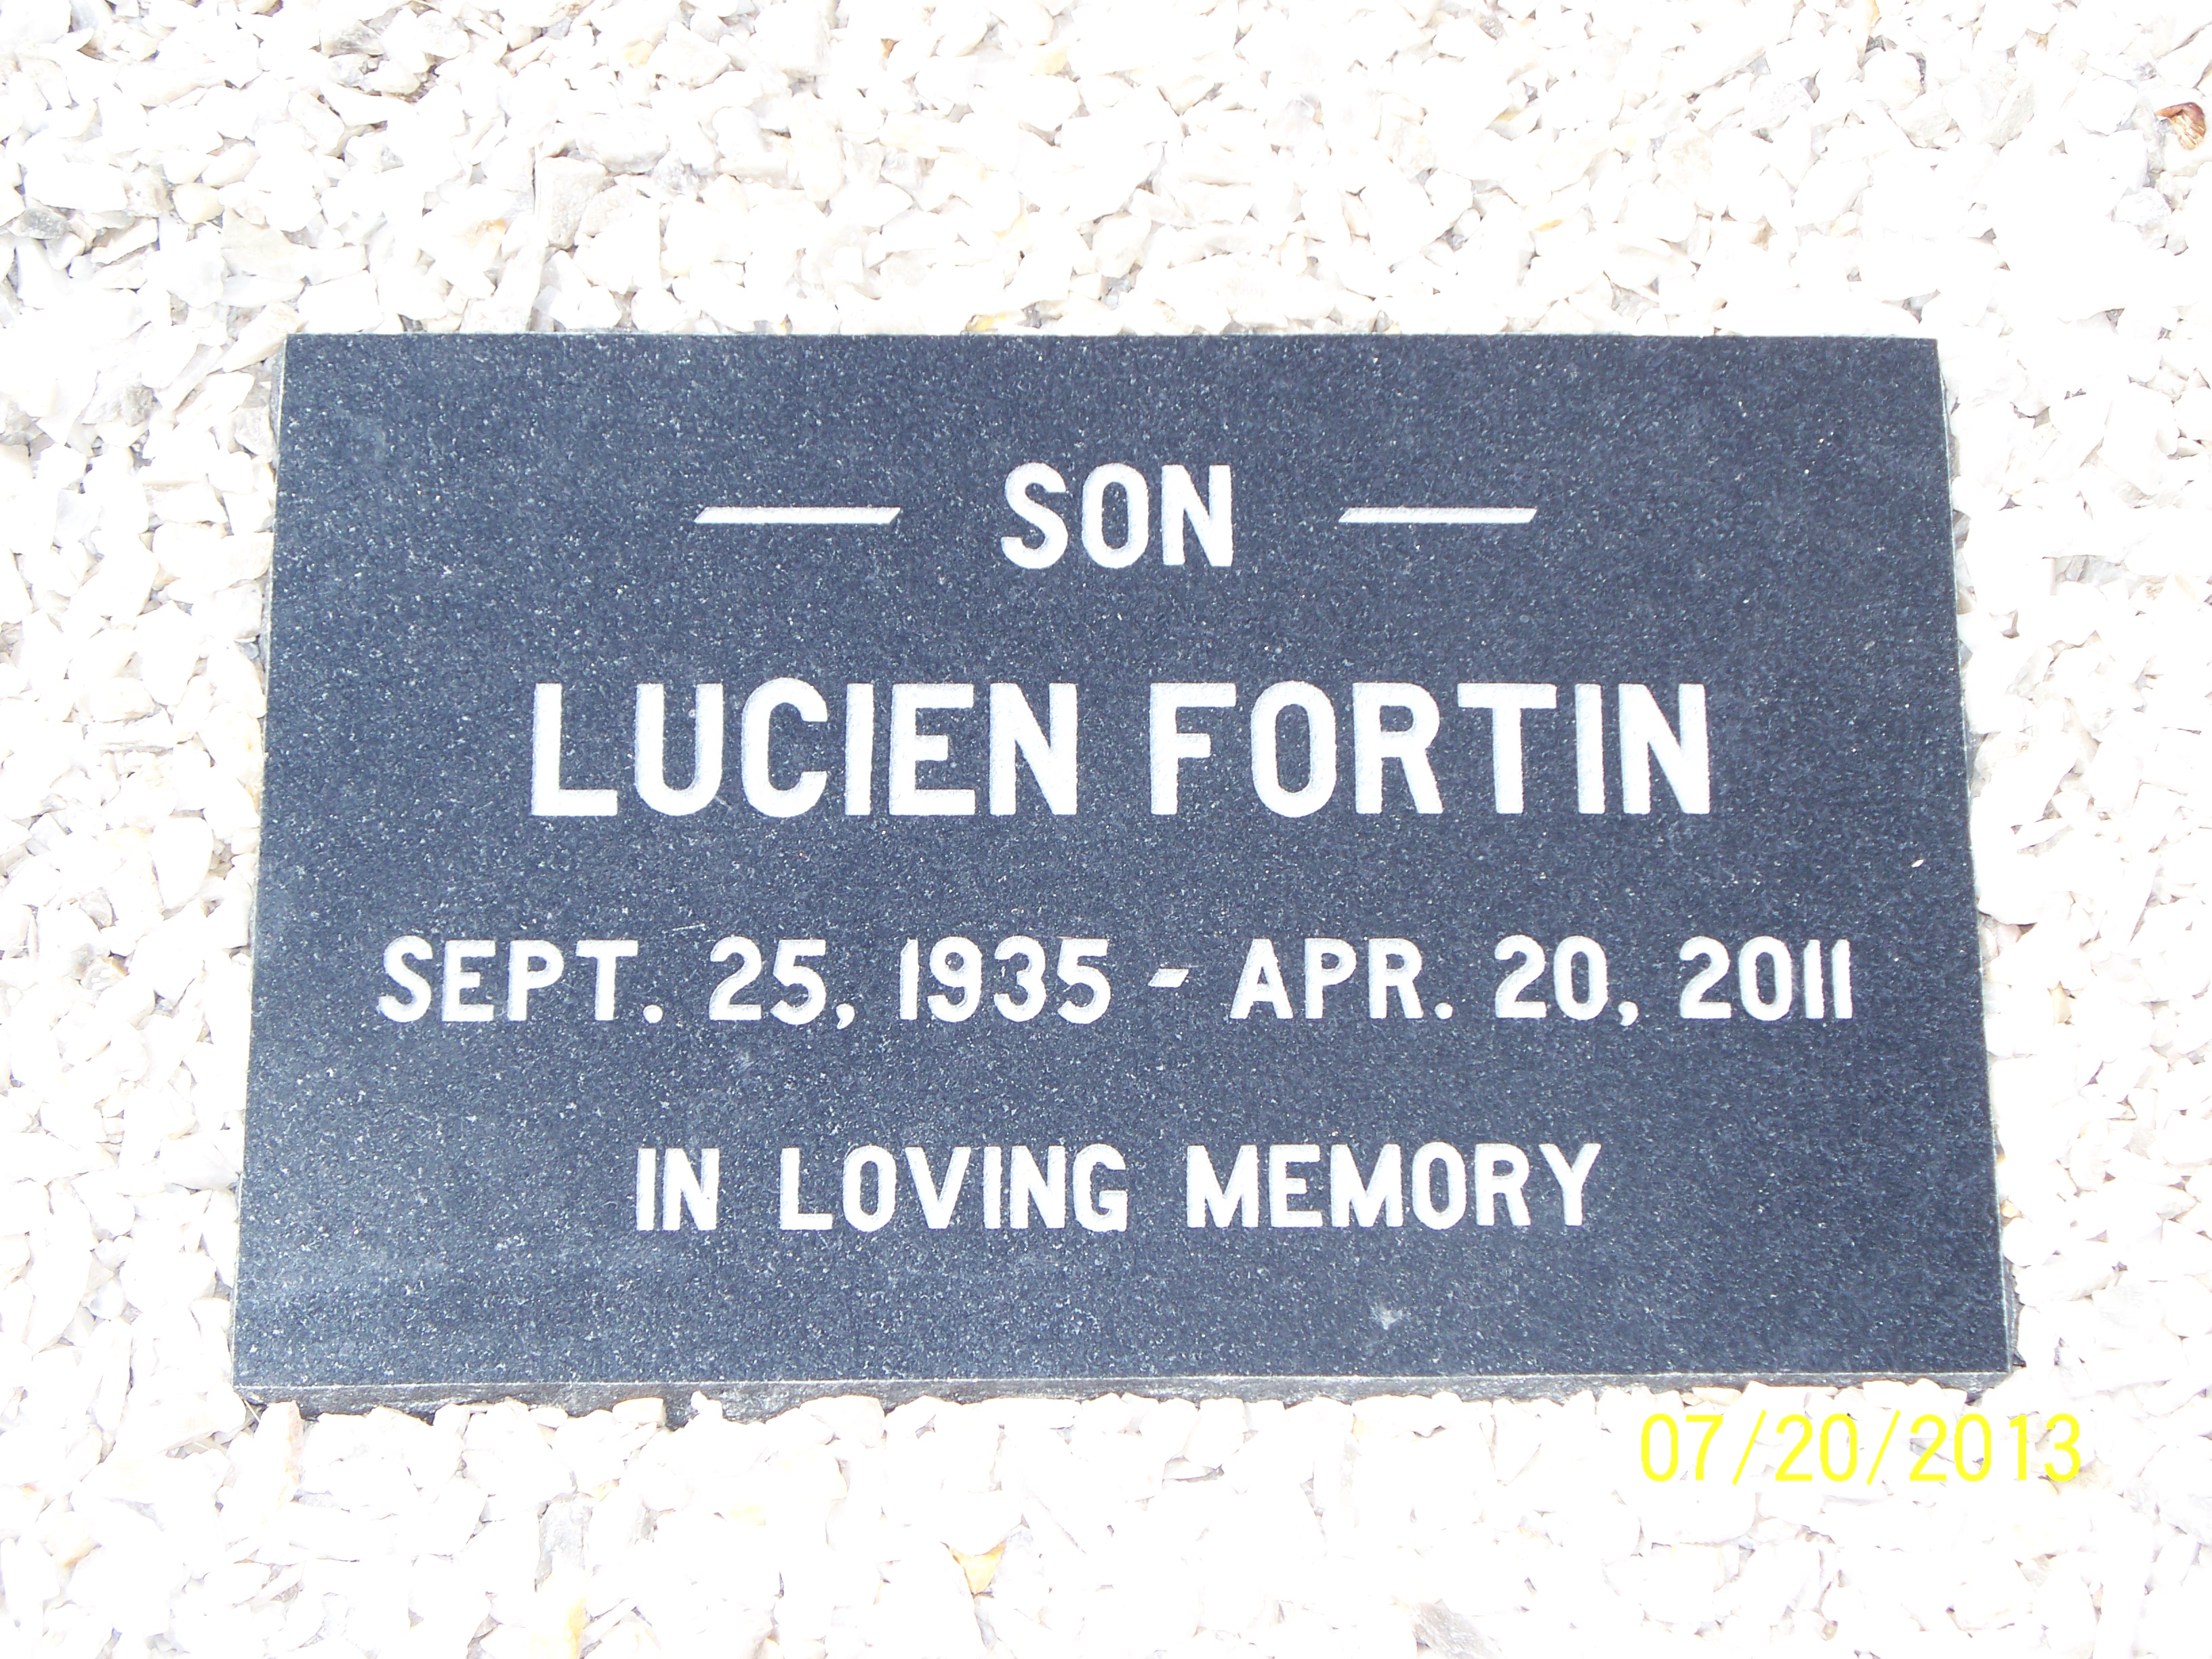 — SON —
LUCIEN FORTIN
SEPT. 25, 1935 - APR. 20, 2011
IN LOVING MEMORY
07/20/2013